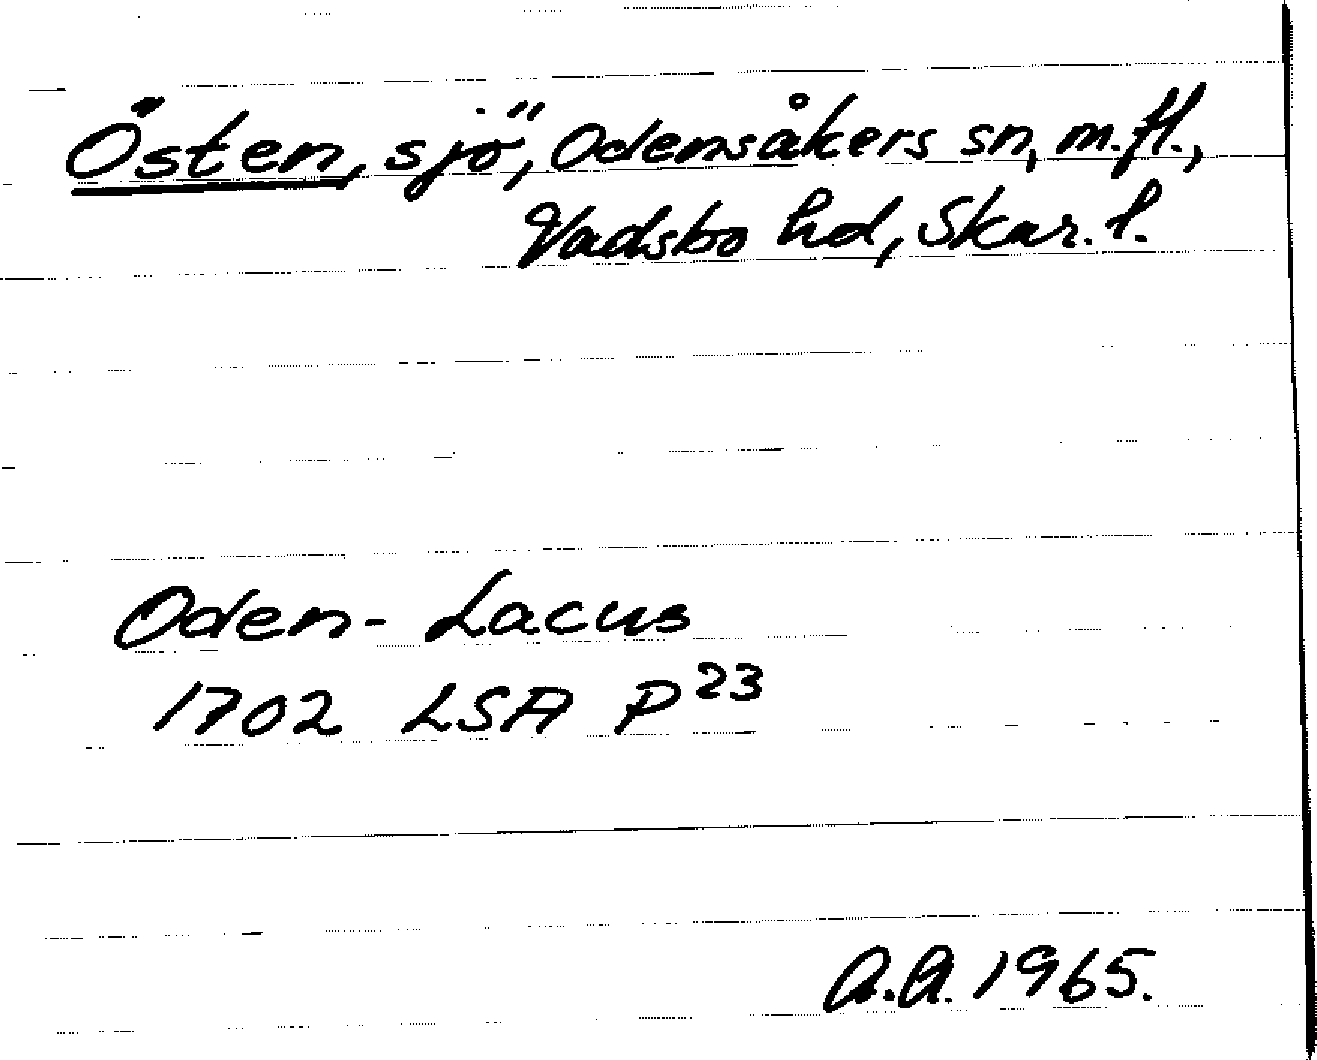 Östen, sjö, Odensåkers sn, m.fl.,
Vadsbo hd, Skar. l.
Oden- Lacus
1702 LSA P23
A.A. 1965.